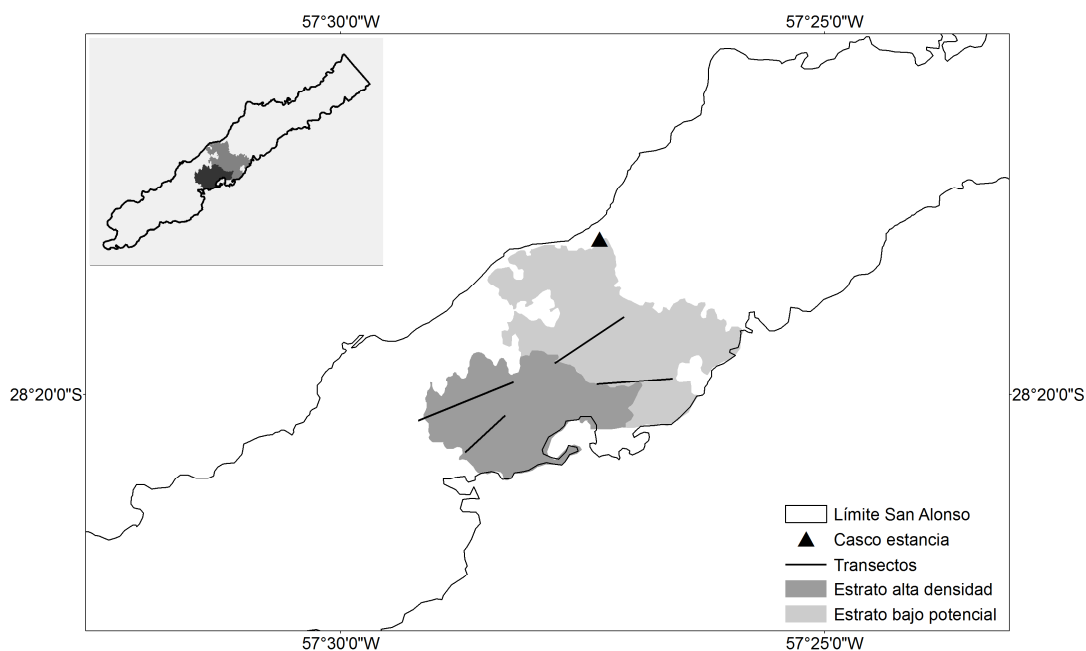 57°30'0"W
57°25'0"W
28°20'0"S
28°20'0"S
Límite San Alonso
Casco estancia
Transectos
Estrato alta densidad
Estrato bajo potencial
57°30'0"W
57°25'0"W